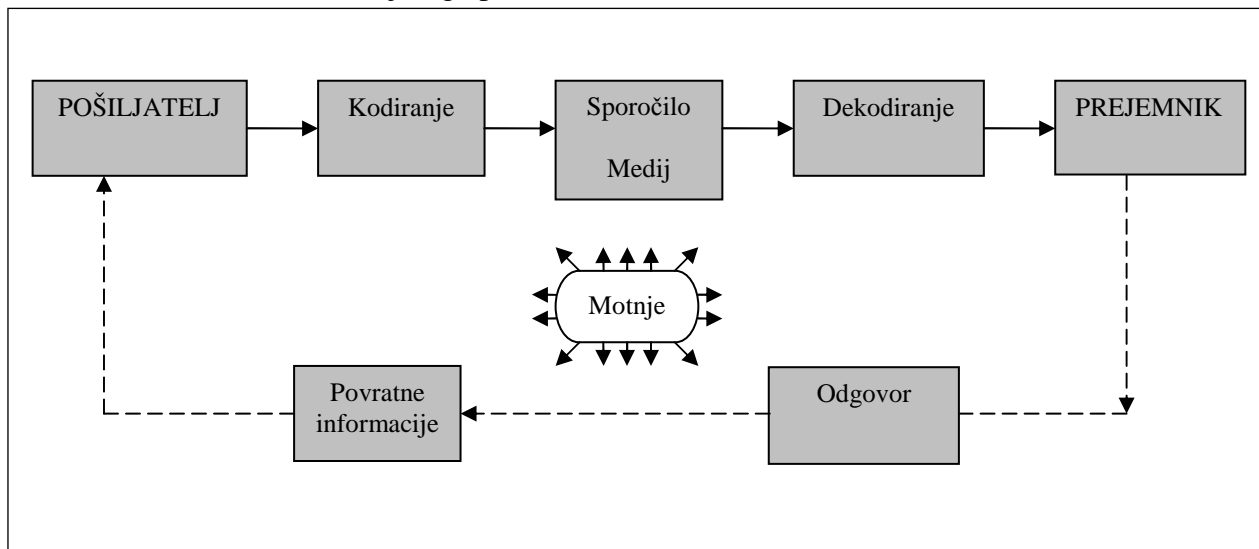 POŠILJATELJ
Kodiranje
Sporočilo
Medij
Dekodiranje
PREJEMNIK
Motnje
Povratne
informacije
Odgovor